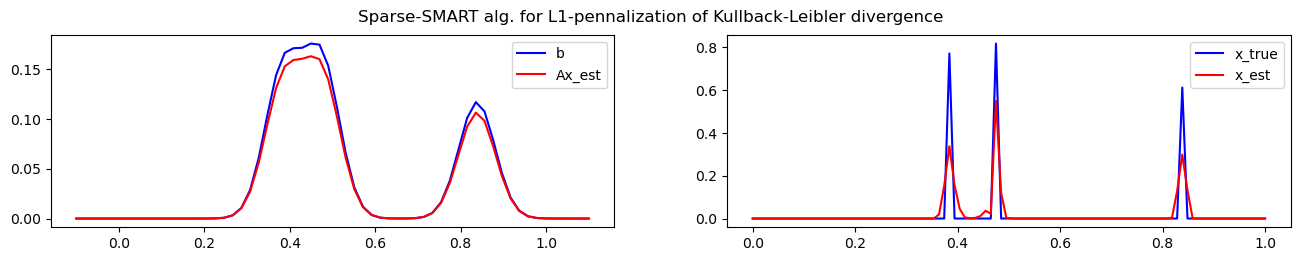 Sparse-SMART alg. for L1-pennalization of Kullback-Leibler divergence
b
Ax_est
0.15
0.10
0.05
0.00
0.0 0.2 0.4 0.6 0.8 1.0
x_true
x_est
0.8
0.6
0.4
0.2
0.0
0.0 0.2 0.4 0.6 0.8 1.0